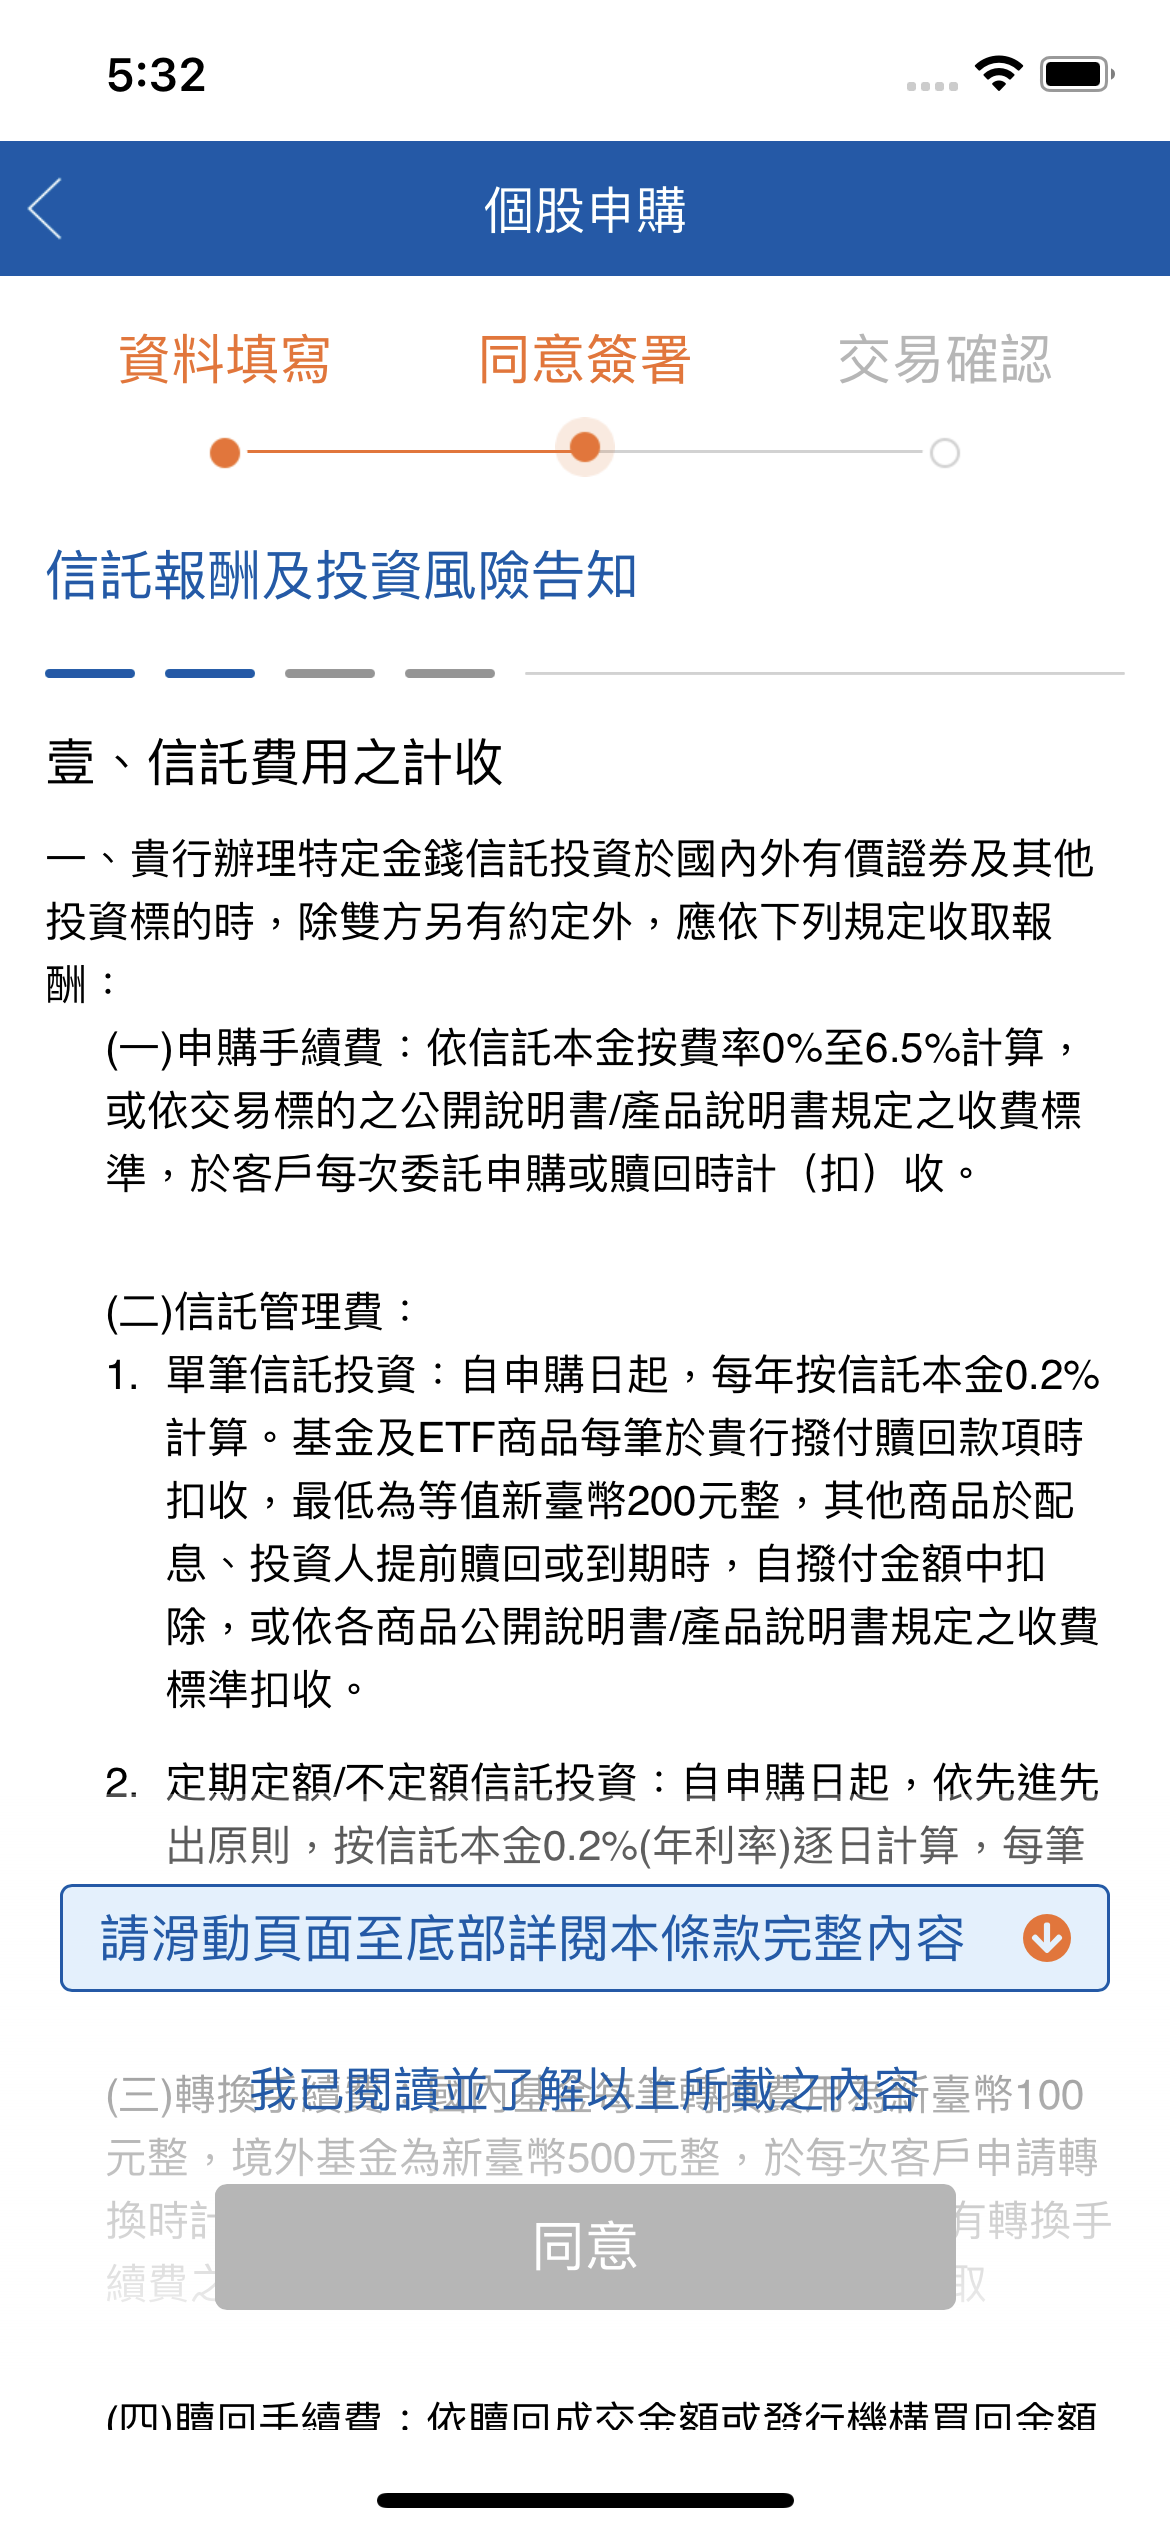 5:32
個股申購
資料填寫 同意簽署 交易確認
信託報酬及投資風險告知
壹、信託費用之計收
一、貴行辦理特定金錢信託投資於國內外有價證券及其他
投資標的時，除雙方另有約定外，應依下列規定收取報
酬：
(一)申購手續費：依信託本金按費率0%至6.5%計算，
或依交易標的之公開說明書/產品說明書規定之收費標
準，於客戶每次委託申購或贖回時計（扣）收。
(二)信託管理費：
1. 單筆信託投資：自申購日起，每年按信託本金0.2%
計算。基金及ETF商品每筆於貴行撥付贖回款項時
扣收，最低為等值新臺幣200元整，其他商品於配
息、投資人提前贖回或到期時，自撥付金額中扣
除，或依各商品公開說明書/產品說明書規定之收費
標準扣收。
2. 定期定額/不定額信託投資：自申購日起，依先進先
出原則，按信託本金0.2%(年利率)逐日計算，每筆
請滑動頁面至底部詳閱本條款完整內容
我已閱讀並了解以上所載之內容
(三)轉換手續費：國內基金每筆轉換費用為新臺幣100
元整，境外基金為新臺幣500元整，於每次客戶申請轉
換時 有轉換手
續費之 取
同意
(四)贖回手續費：依贖回成交金額或發行機構買回金額